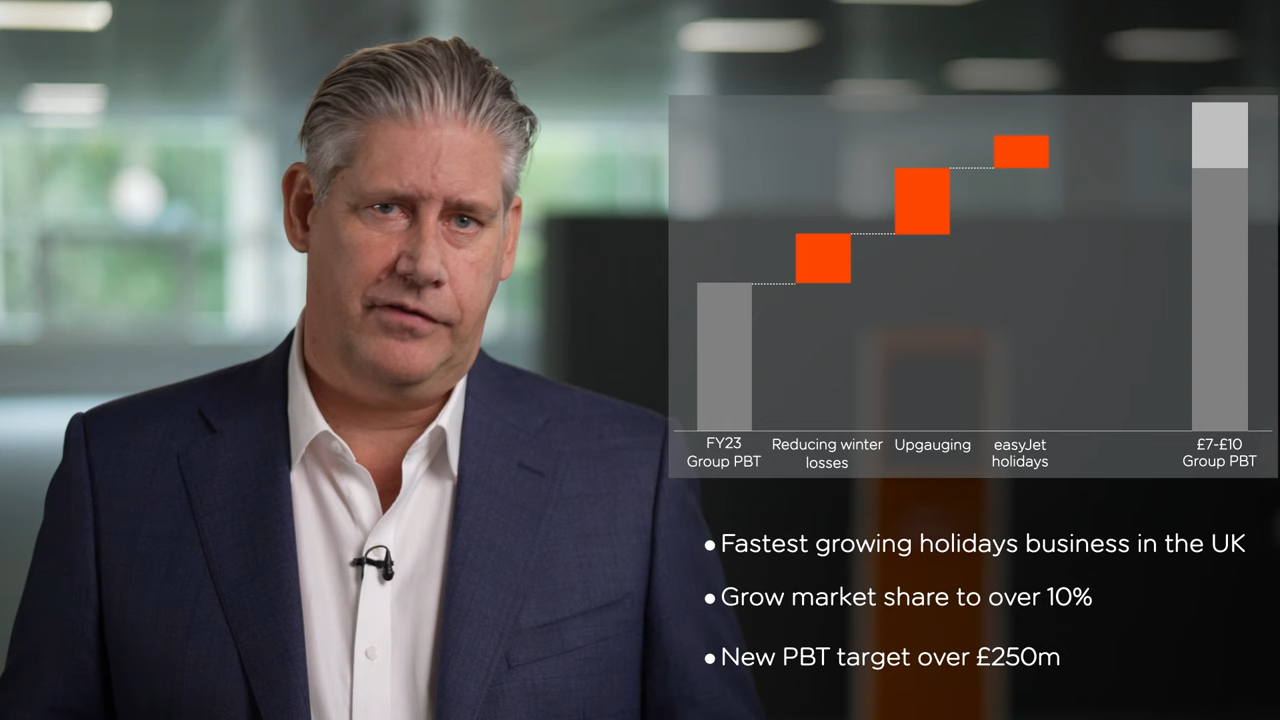 FY23
Group PBT
Reducing winter
losses
Upgauging
easyJet
holidays
£7-£10
Group PBT
● Fastest growing holidays business in the UK
● Grow market share to over 10%
● New PBT target over £250m